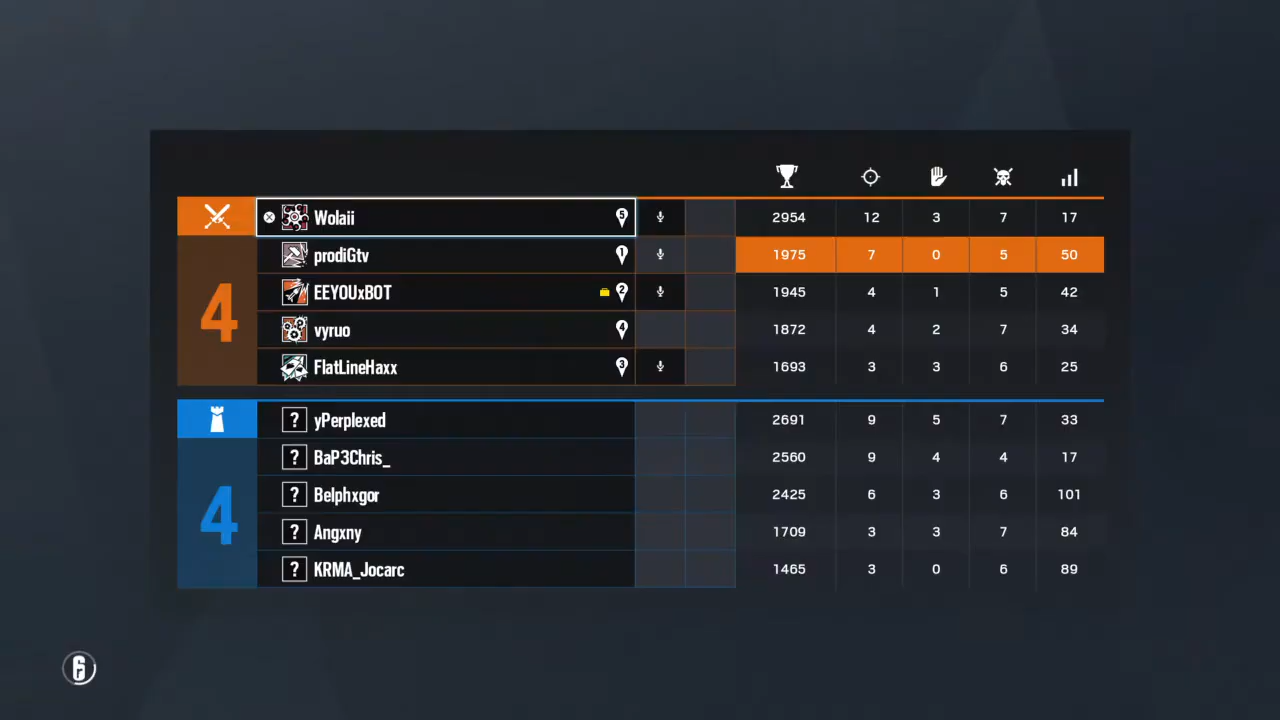 5 Wolaii 2954 12 3 7 17
prodiGtv 1 1975 7 0 5 50
EEYOUxBOT 2 1945 4 1 5 42
4 vyruo 4 1872 4 2 7 34
FlatLineHaxx 3 1693 3 3 6 25
? yPerplexed 2691 9 5 7 33
? BaP3Chris_ 2560 9 4 4 17
? Belphxgor 2425 6 3 6 101
4 ? Angxny 1709 3 3 7 84
? KRMA_Jocarc 1465 3 0 6 89
6